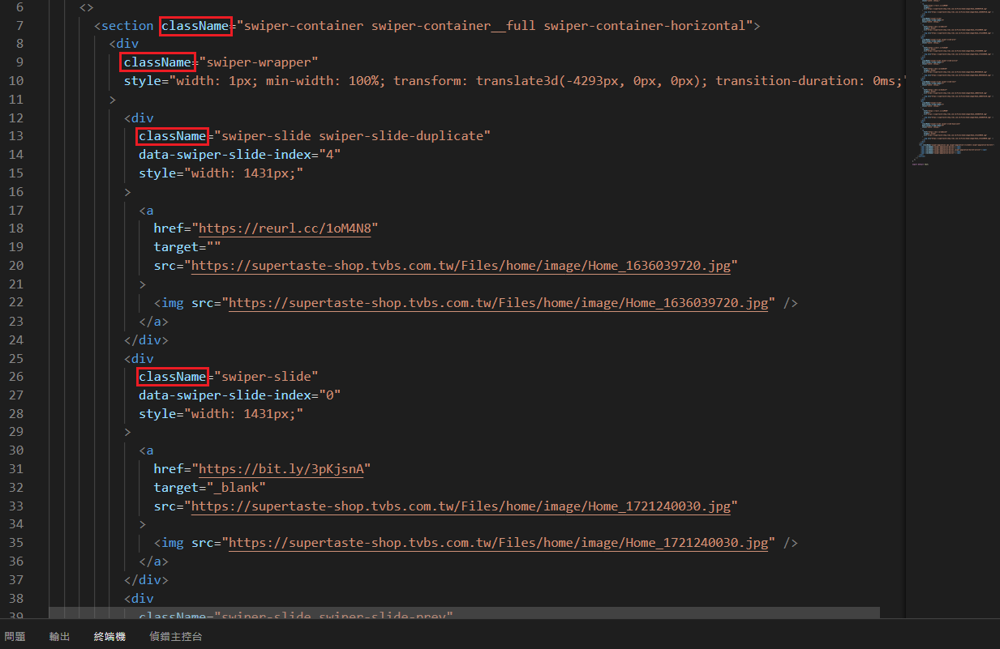 6 <>
7 <section className="swiper-container swiper-container__full swiper-container-horizontal">
8 <div
9 className="swiper-wrapper"
10 style="width: 1px; min-width: 100%; transform: translate3d(-4293px, 0px, 0px); transition-duration: 0ms;"
11 >
12 <div
13 className="swiper-slide swiper-slide-duplicate"
14 data-swiper-slide-index="4"
15 style="width: 1431px;"
16 >
17 <a
18 href="https://reurl.cc/1oM4N8"
19 target=""
20 src="https://supertaste-shop.tvbs.com.tw/Files/home/image/Home_1636039720.jpg"
21 >
22 <img src="https://supertaste-shop.tvbs.com.tw/Files/home/image/Home_1636039720.jpg" />
23 </a>
24 </div>
25 <div
26 className="swiper-slide"
27 data-swiper-slide-index="0"
28 style="width: 1431px;"
29 >
30 <a
31 href="https://bit.ly/3pKjsnA"
32 target="_blank"
33 src="https://supertaste-shop.tvbs.com.tw/Files/home/image/Home_1721240030.jpg"
34 >
35 <img src="https://supertaste-shop.tvbs.com.tw/Files/home/image/Home_1721240030.jpg" />
36 </a>
37 </div>
38 <div
39 className="swiper-slide swiper-slide-prev"
問題 輸出 終端機 偵錯主控台